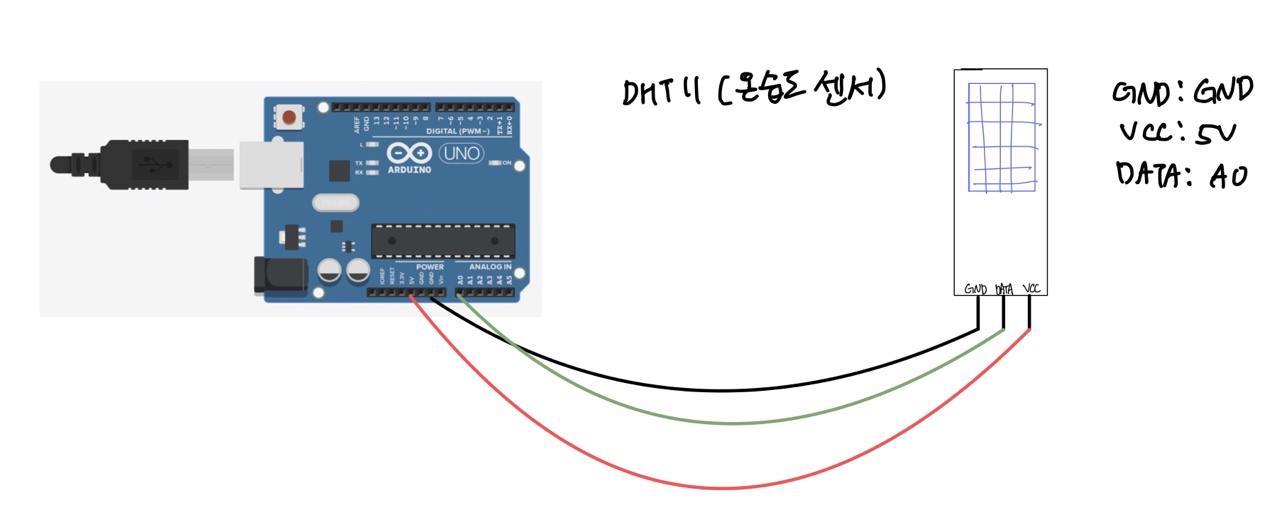 DHT11 (온습도 센서)
GND : GND
VCC : 5V
DATA : A0
AREF
GND
13
12
~11
~10
~9
8
7
~6
~5
4
~3
2
TX→1
RX←0
DIGITAL (PWM~)
L
TX
RX
UNO
ARDUINO
ON
POWER
ANALOG IN
IOREF
RESET
3.3V
5V
GND
GND
Vin
A0
A1
A2
A3
A4
A5
GND DATA VCC